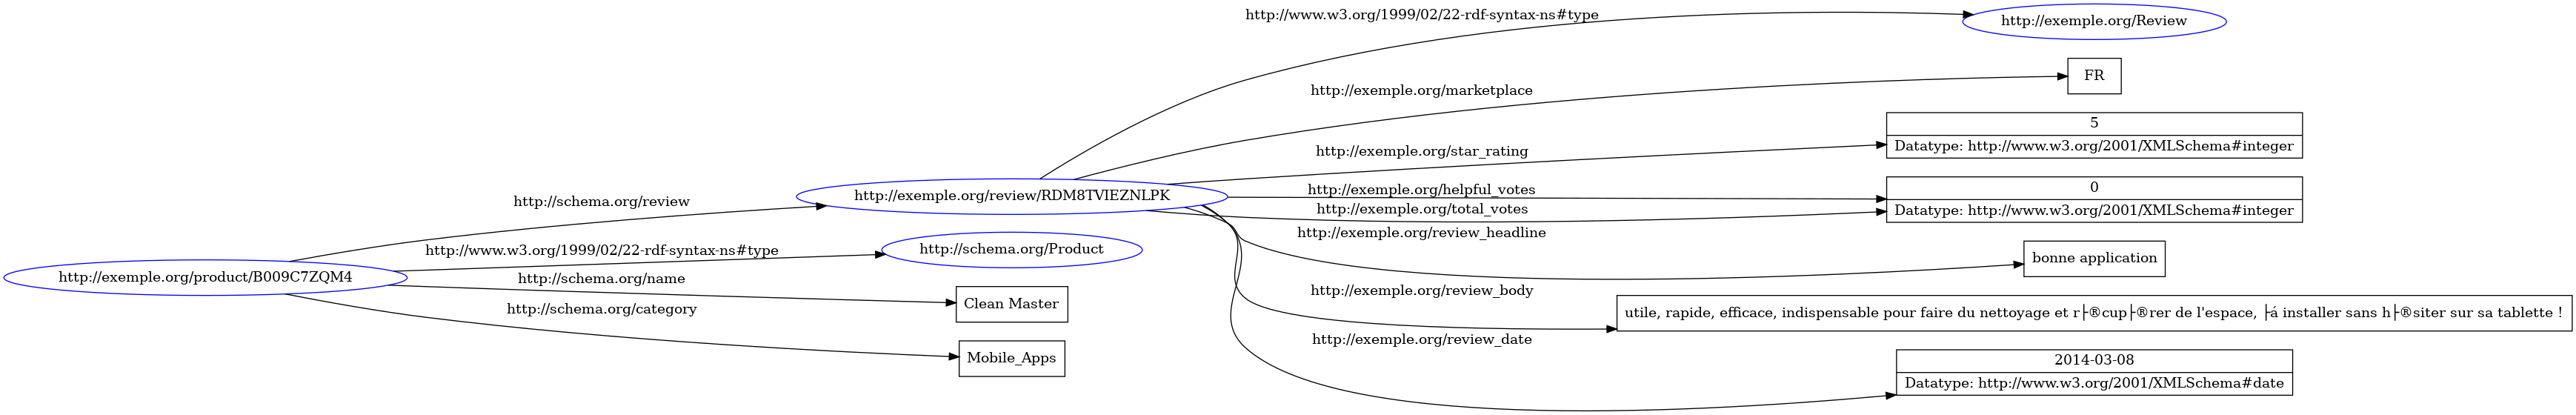 http://www.w3.org/1999/02/22-rdf-syntax-ns#type
http://exemple.org/Review
http://exemple.org/marketplace
FR
http://exemple.org/star_rating
5
Datatype: http://www.w3.org/2001/XMLSchema#integer
http://schema.org/review
http://exemple.org/review/RDM8TVIEZNLPK
http://exemple.org/helpful_votes
http://exemple.org/total_votes
0
Datatype: http://www.w3.org/2001/XMLSchema#integer
http://exemple.org/review_headline
bonne application
http://www.w3.org/1999/02/22-rdf-syntax-ns#type
http://schema.org/Product
http://exemple.org/product/B009C7ZQM4
http://schema.org/name
Clean Master
http://exemple.org/review_body
utile, rapide, efficace, indispensable pour faire du nettoyage et r├®cup├®rer de l'espace, ├á installer sans h├®siter sur sa tablette !
http://schema.org/category
Mobile_Apps
http://exemple.org/review_date
2014-03-08
Datatype: http://www.w3.org/2001/XMLSchema#date